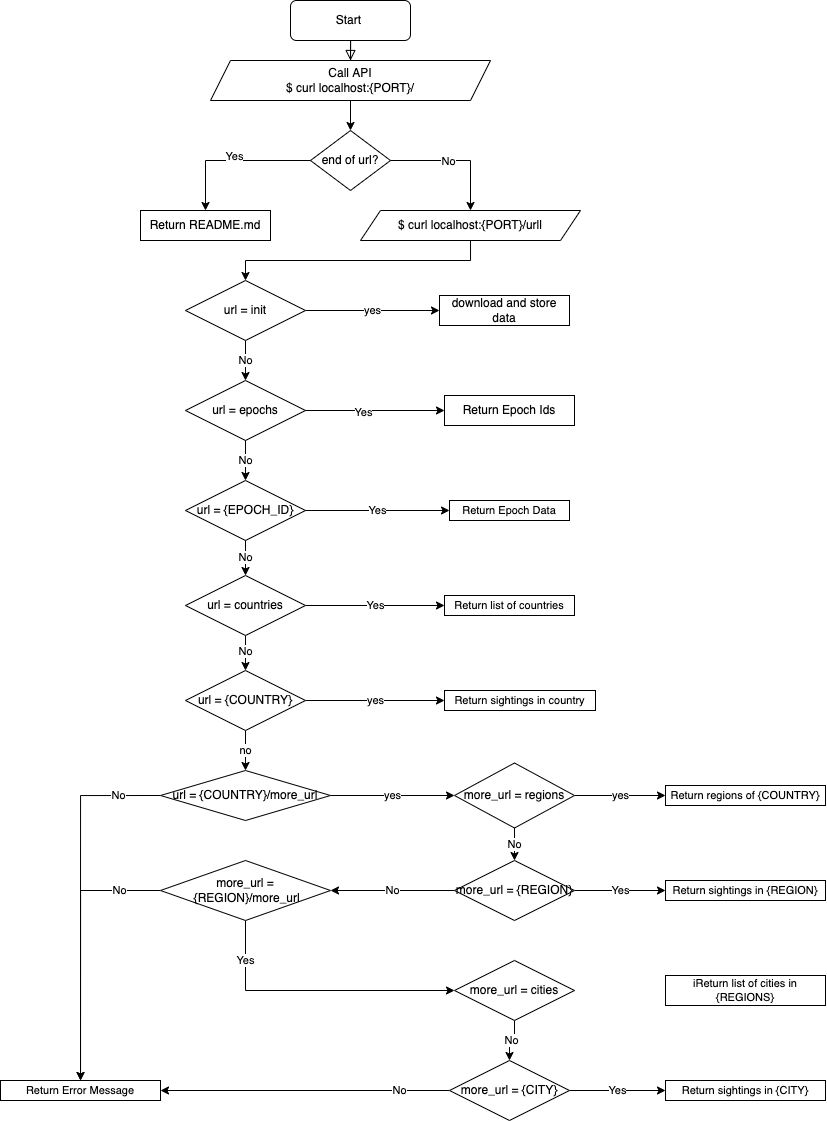 Start
Call API
$ curl localhost:{PORT}/
end of url?
Yes
No
Return README.md
$ curl localhost:{PORT}/urll
url = init
yes
download and store
data
No
url = epochs
Yes
Return Epoch Ids
No
url = {EPOCH_ID}
Yes
Return Epoch Data
No
url = countries
Yes
Return list of countries
No
url = {COUNTRY}
yes
Return sightings in country
no
No
url = {COUNTRY}/more_url
yes
more_url = regions
yes
Return regions of {COUNTRY}
No
No
more_url =
{REGION}/more_url
No
more_url = {REGION}
Yes
Return sightings in {REGION}
Yes
more_url = cities
iReturn list of cities in
{REGIONS}
No
Return Error Message
No
more_url = {CITY}
Yes
Return sightings in {CITY}